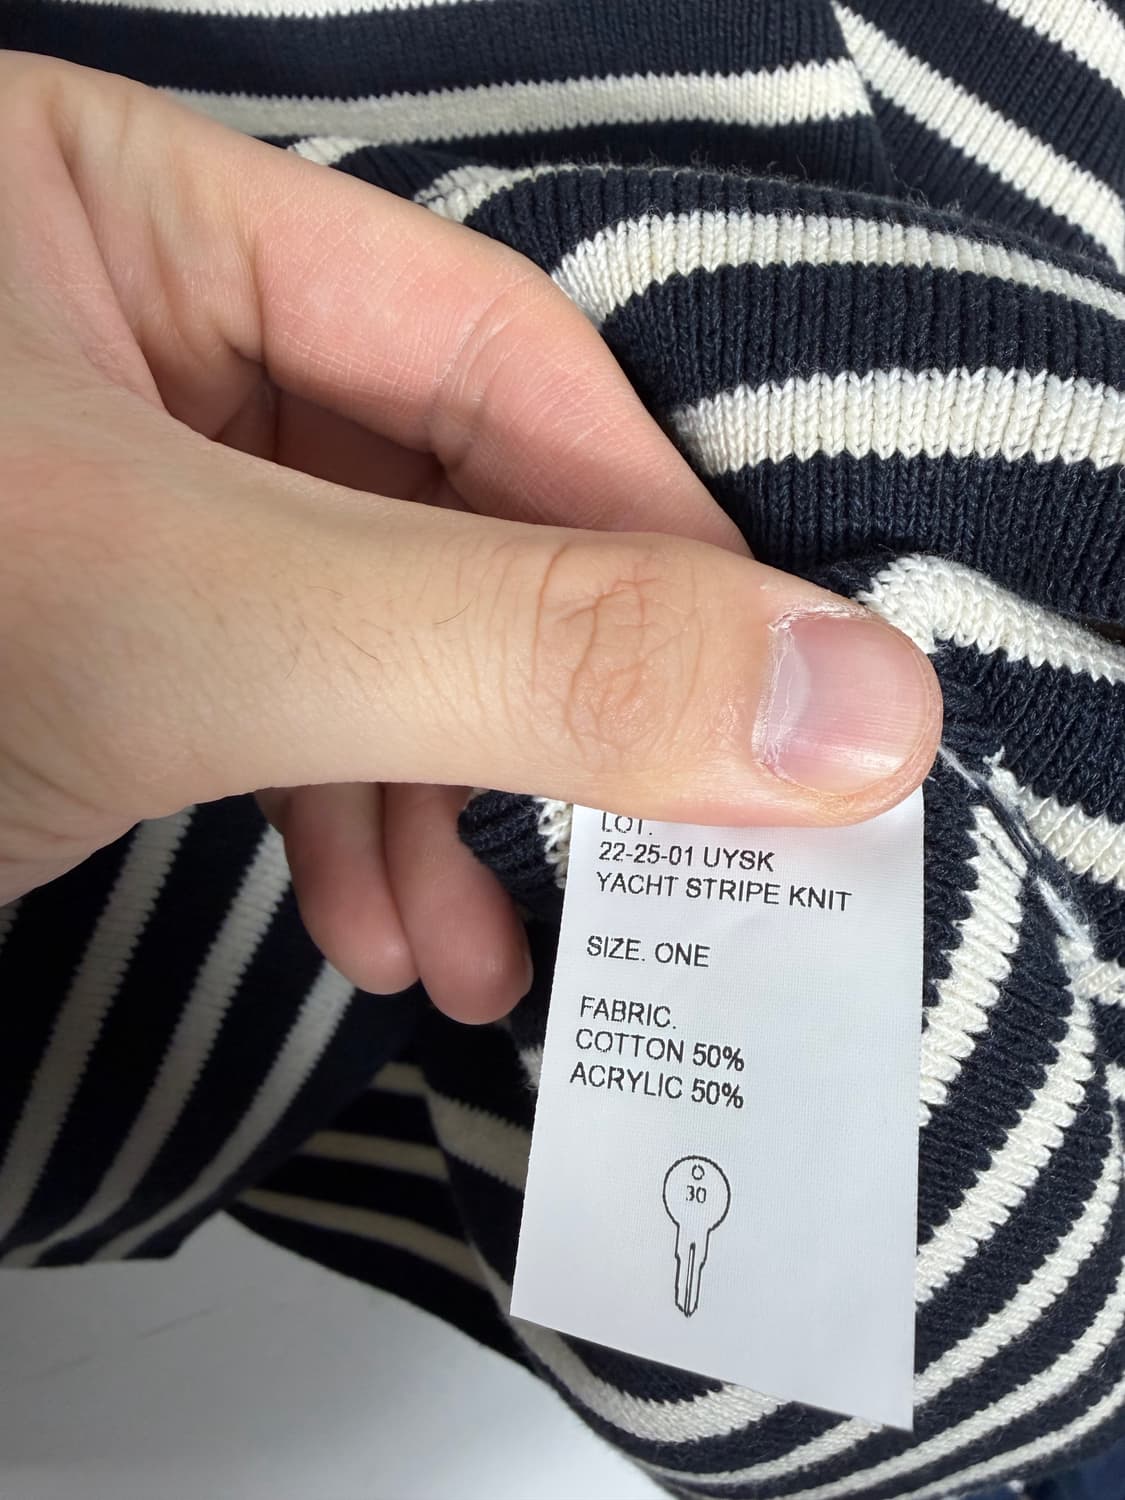 LOT.
22-25-01 UYSK
YACHT STRIPE KNIT
SIZE. ONE
FABRIC.
COTTON 50%
ACRYLIC 50%
30